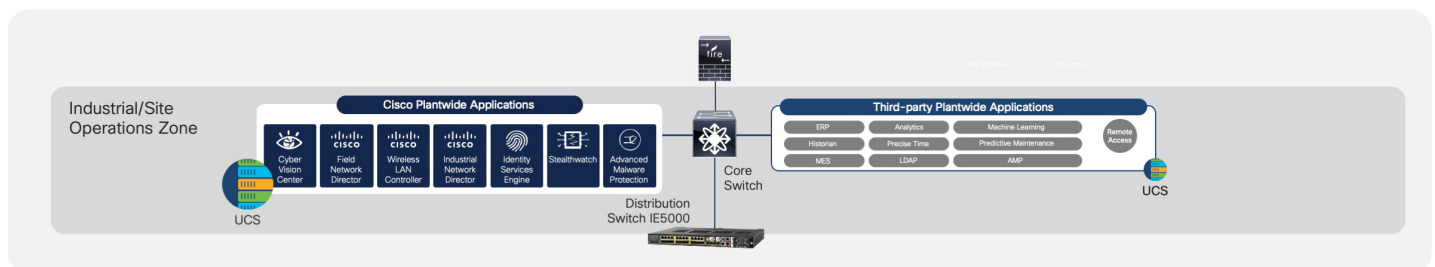 fire
Industrial/Site
Operations Zone
Cisco Plantwide Applications
Cyber
Vision
Center
CISCO
Field
Network
Director
CISCO
Wireless
LAN
Controller
CISCO
Industrial
Network
Director
Identity
Services
Engine
Stealthwatch
Advanced
Malware
Protection
UCS
Core
Switch
Distribution
Switch IE5000
Third-party Plantwide Applications
ERP
Analytics
Machine Learning
Historian
Precise Time
Predictive Maintenance
MES
LDAP
AMP
Remote
Access
UCS